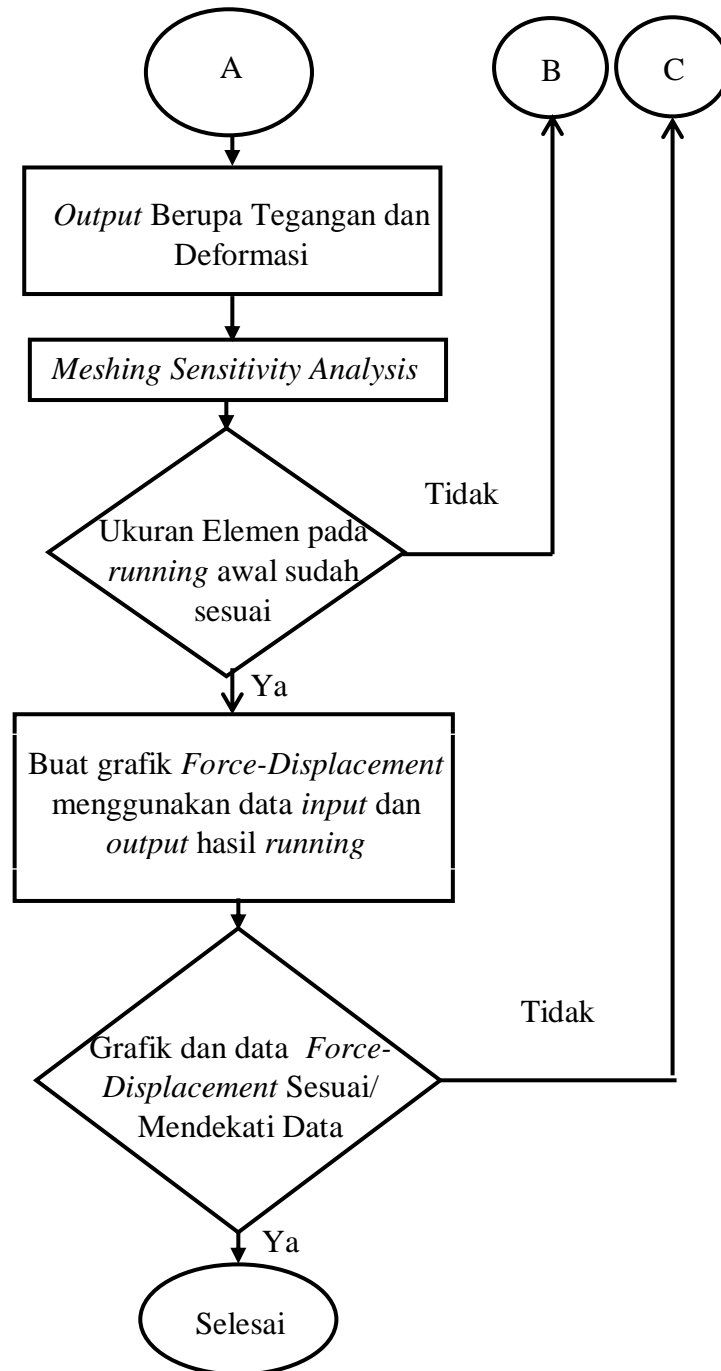 A
B
C
Output Berupa Tegangan dan
Deformasi
Meshing Sensitivity Analysis
Tidak
Ukuran Elemen pada
running awal sudah
sesuai
Ya
Buat grafik Force-Displacement
menggunakan data input dan
output hasil running
Tidak
Grafik dan data Force-
Displacement Sesuai/
Mendekati Data
Ya
Selesai